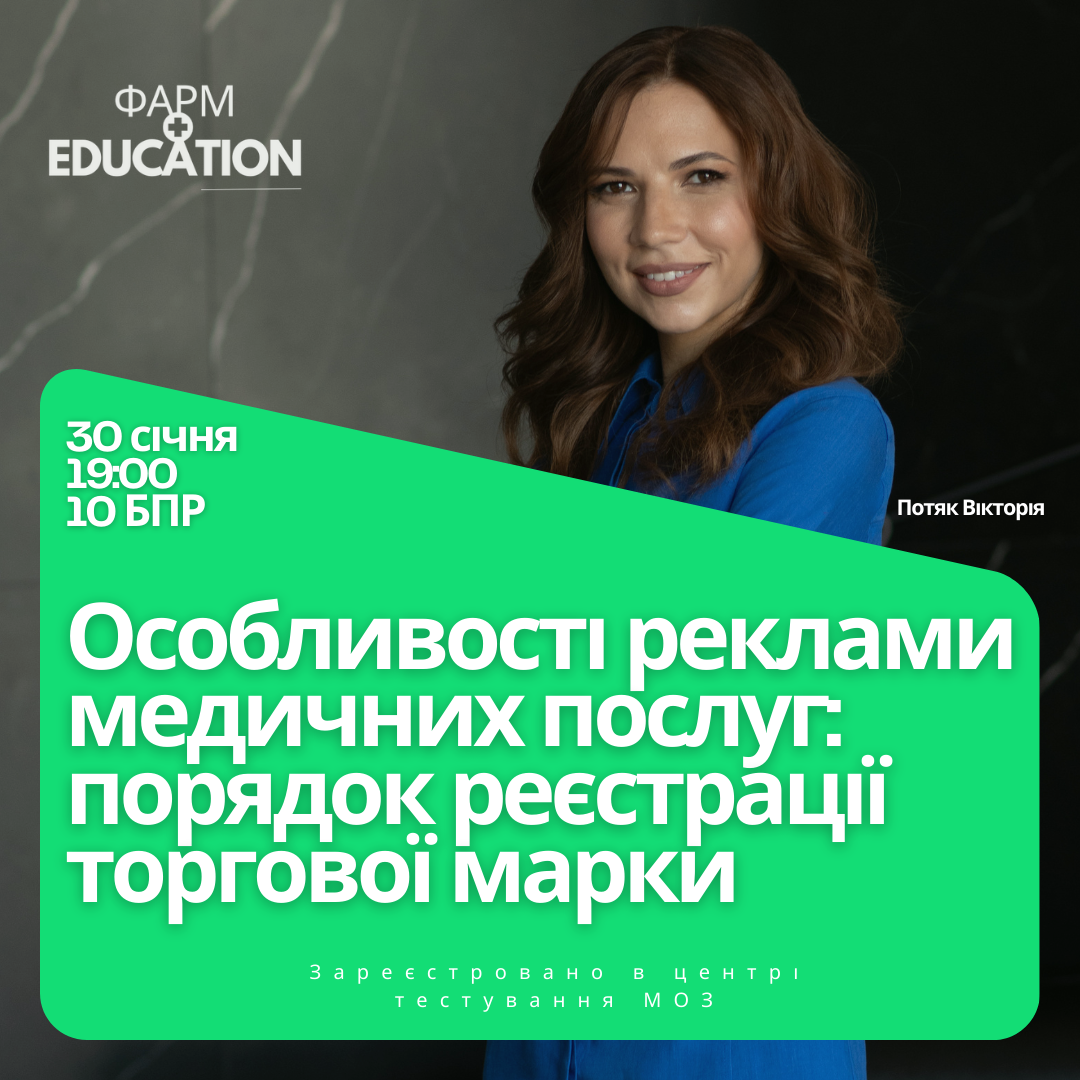 ФАРМ
EDUCATION
30 січня
19:00
10 БПР
Потяк Вікторія
Особливості реклами
медичних послуг:
порядок реєстрації
торгової марки
Зареєстровано в центрі
тестування МОЗ